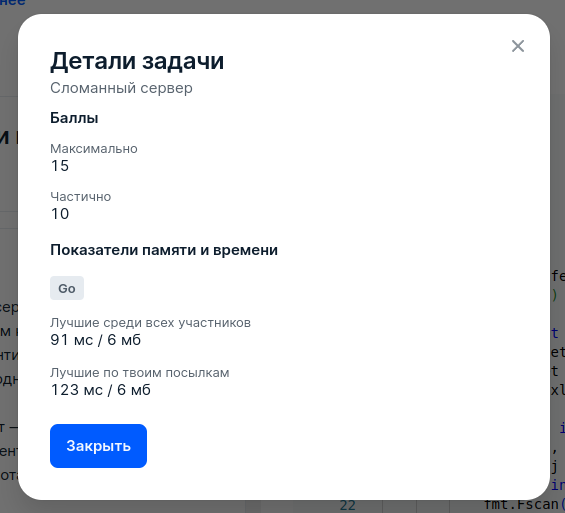 нее
Детали задачи
Сломанный сервер
Баллы
Максимально
15
Частично
10
Показатели памяти и времени
Go
Лучшие среди всех участников
91 мс / 6 мб
Лучшие по твоим посылкам
123 мс / 6 мб
Закрыть
22 fmt.Fscan(